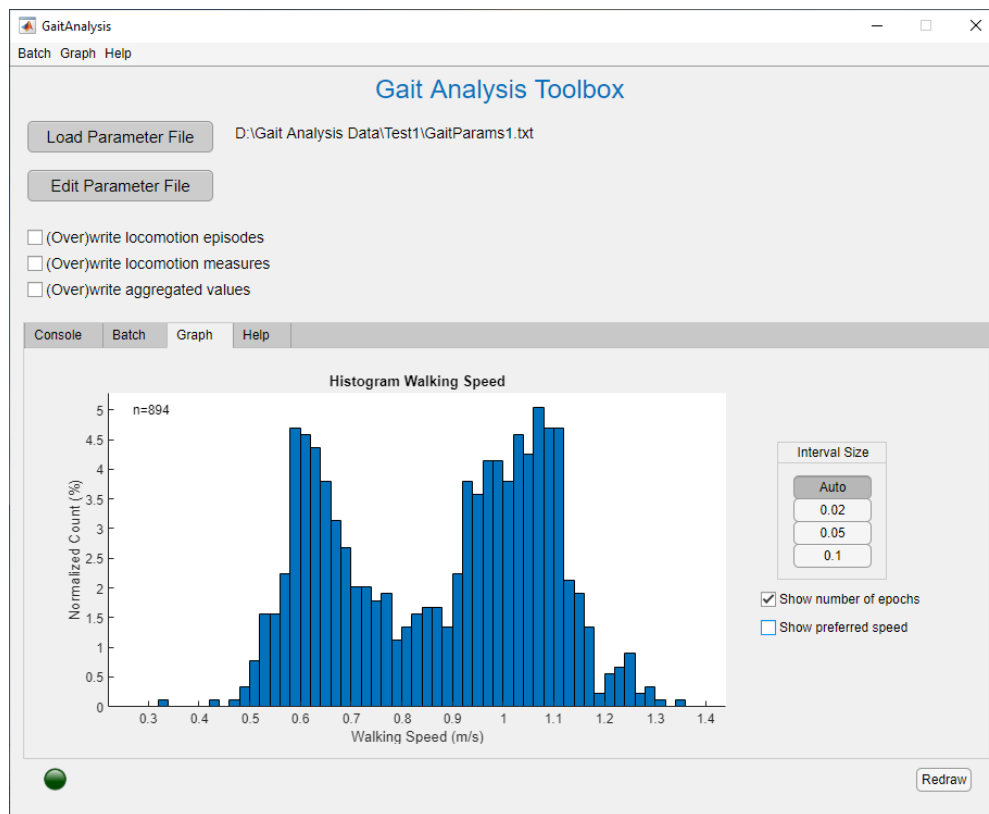 GaitAnalysis
Batch Graph Help
Gait Analysis Toolbox
Load Parameter File
D:\Gait Analysis Data\Test1\GaitParams1.txt
Edit Parameter File
(Over)write locomotion episodes
(Over)write locomotion measures
(Over)write aggregated values
Console Batch Graph Help
Histogram Walking Speed
n=894
5
4.5
4
3.5
3
2.5
2
1.5
1
0.5
0
Normalized Count (%)
0.3 0.4 0.5 0.6 0.7 0.8 0.9 1 1.1 1.2 1.3 1.4
Walking Speed (m/s)
Interval Size
Auto
0.02
0.05
0.1
Show number of epochs
Show preferred speed
Redraw